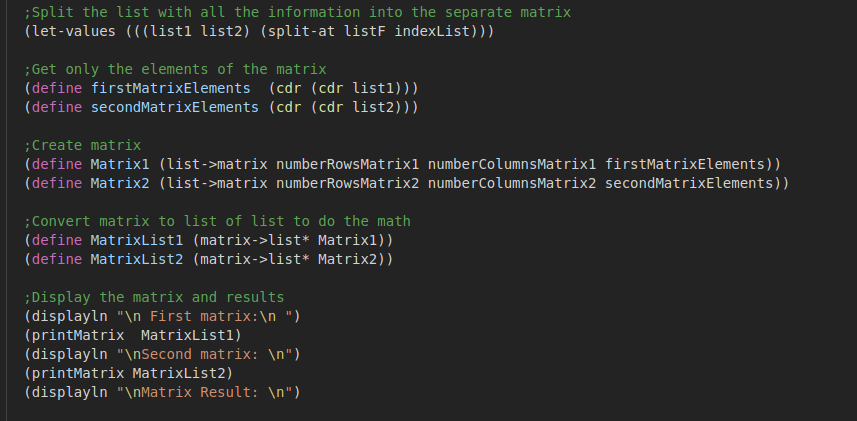 ;Split the list with all the information into the separate matrix
(let-values (((list1 list2) (split-at listF indexList)))
;Get only the elements of the matrix
(define firstMatrixElements  (cdr (cdr list1)))
(define secondMatrixElements (cdr (cdr list2)))
;Create matrix
(define Matrix1 (list->matrix numberRowsMatrix1 numberColumnsMatrix1 firstMatrixElements))
(define Matrix2 (list->matrix numberRowsMatrix2 numberColumnsMatrix2 secondMatrixElements))
;Convert matrix to list of list to do the math
(define MatrixList1 (matrix->list* Matrix1))
(define MatrixList2 (matrix->list* Matrix2))
;Display the matrix and results
(displayln "\n First matrix:\n ")
(printMatrix  MatrixList1)
(displayln "\nSecond matrix: \n")
(printMatrix MatrixList2)
(displayln "\nMatrix Result: \n")